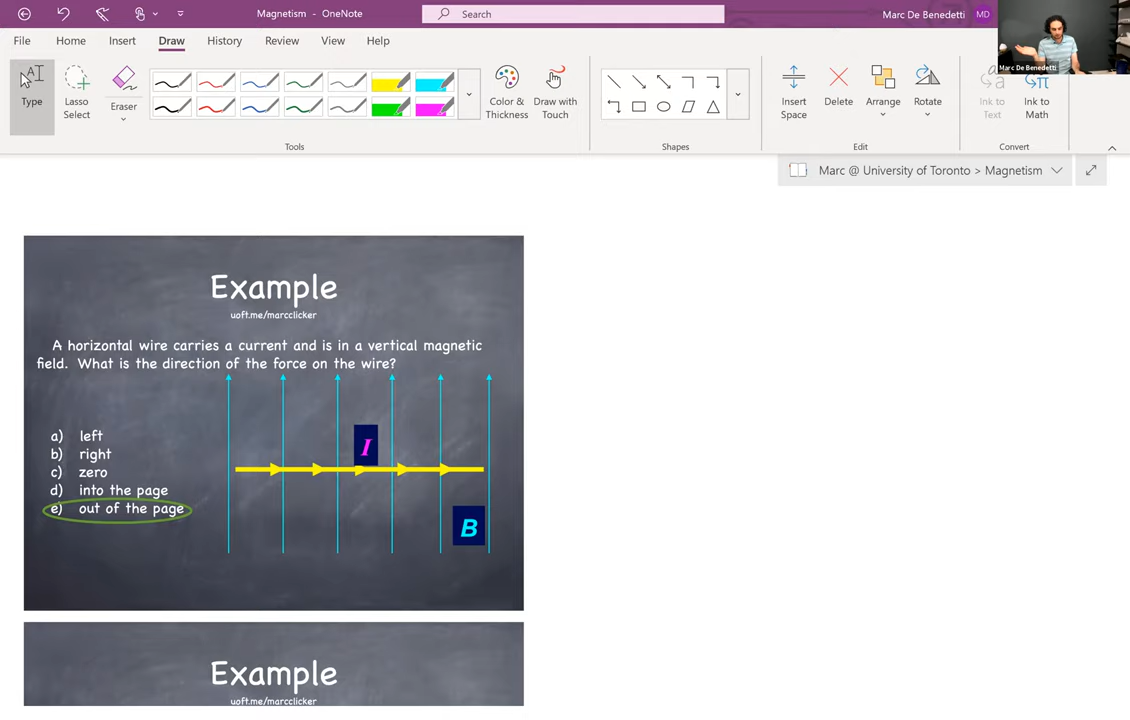 Magnetism - OneNote
Search
Marc De Benedetti
MD
Marc De Benedetti
File
Home
Insert
Draw
History
Review
View
Help
Type
Lasso Select
Eraser
Color & Thickness
Draw with Touch
Insert Space
Delete
Arrange
Rotate
Ink to Text
Ink to Math
Tools
Shapes
Edit
Convert
Marc @ University of Toronto > Magnetism
Example
uoft.me/marcclicker
A horizontal wire carries a current and is in a vertical magnetic
field. What is the direction of the force on the wire?
a) left
b) right
c) zero
d) into the page
e) out of the page
I
B
Example
uoft.me/marcclicker